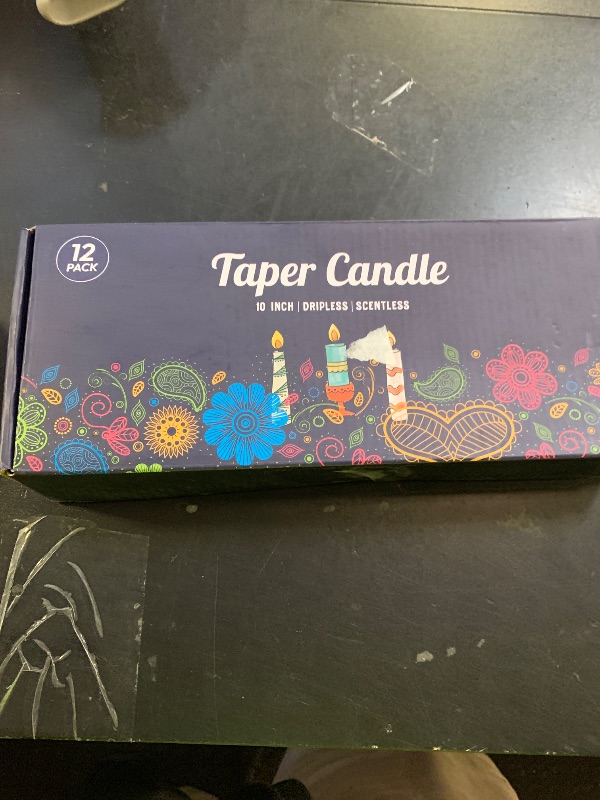 12
PACK
Taper Candle
10 INCH | DRIPLESS | SCENTLESS